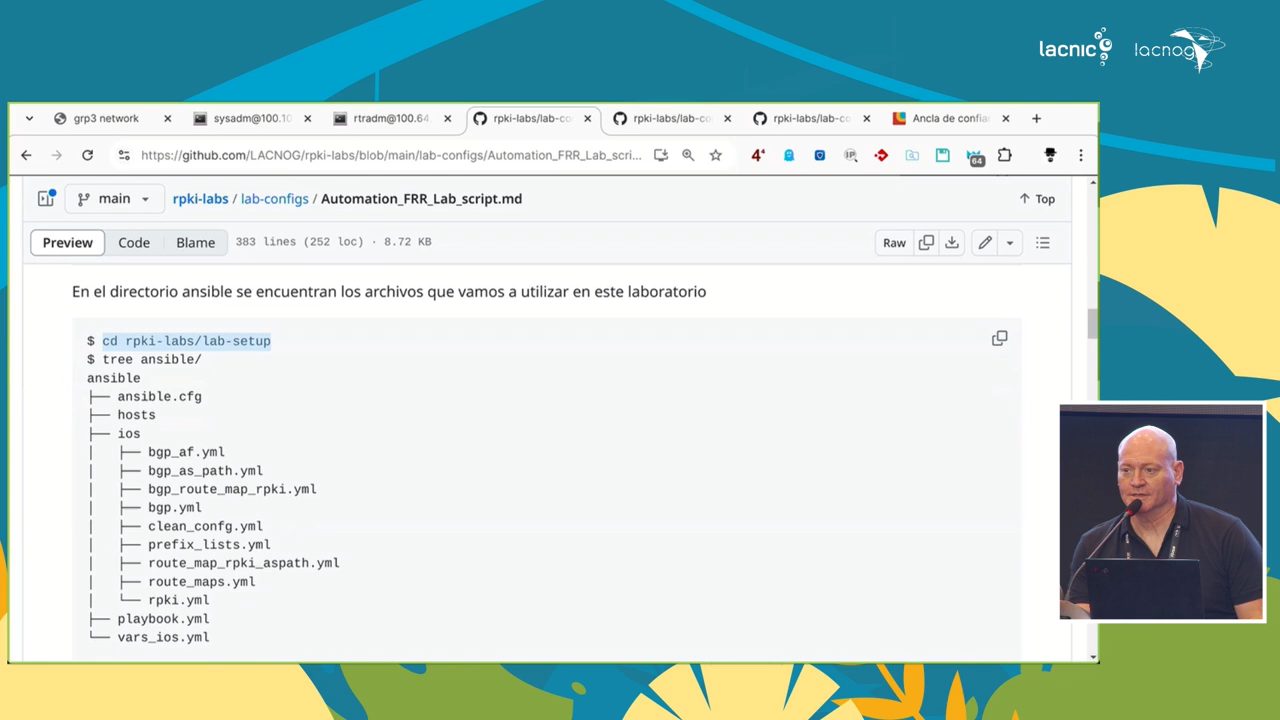 lacnic
lacnog
grp3 network
sysadm@100.10
rtradm@100.64.
rpki-labs/lab-co
rpki-labs/lab-co
rpki-labs/lab-co
Ancla de confia
https://github.com/LACNOG/rpki-labs/blob/main/lab-configs/Automation_FRR_Lab_scri...
4
IP
64
main
rpki-labs / lab-configs / Automation_FRR_Lab_script.md
Top
Preview
Code
Blame
383 lines (252 loc) · 8.72 KB
Raw
En el directorio ansible se encuentran los archivos que vamos a utilizar en este laboratorio
$ cd rpki-labs/lab-setup
$ tree ansible/
ansible
├── ansible.cfg
├── hosts
├── ios
│   ├── bgp_af.yml
│   ├── bgp_as_path.yml
│   ├── bgp_route_map_rpki.yml
│   ├── bgp.yml
│   ├── clean_confg.yml
│   ├── prefix_lists.yml
│   ├── route_map_rpki_aspath.yml
│   ├── route_maps.yml
│   └── rpki.yml
├── playbook.yml
└── vars_ios.yml